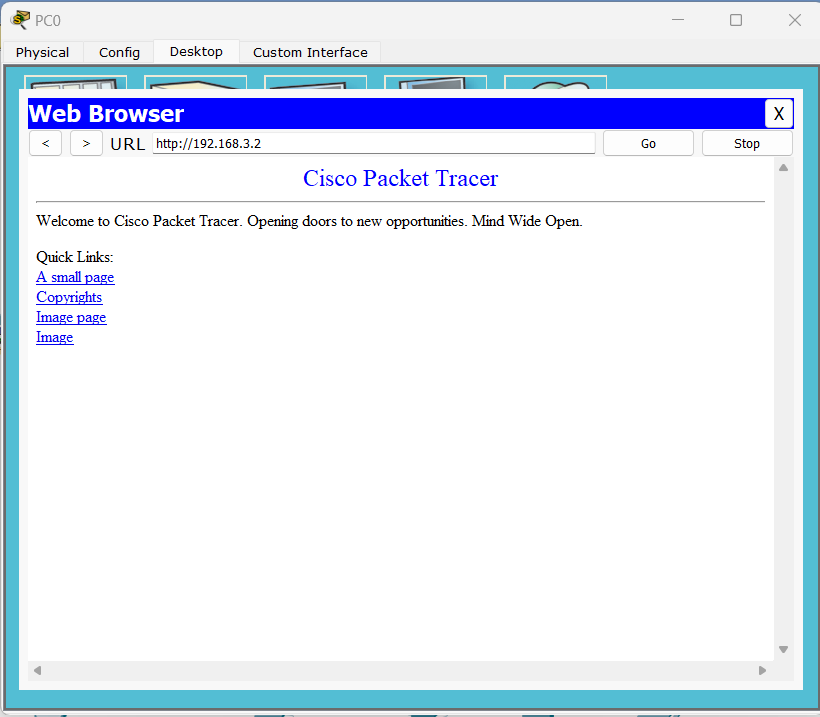 PC0
Physical Config Desktop Custom Interface
Web Browser X
< > URL http://192.168.3.2 Go Stop
Cisco Packet Tracer
Welcome to Cisco Packet Tracer. Opening doors to new opportunities. Mind Wide Open.
Quick Links:
A small page
Copyrights
Image page
Image